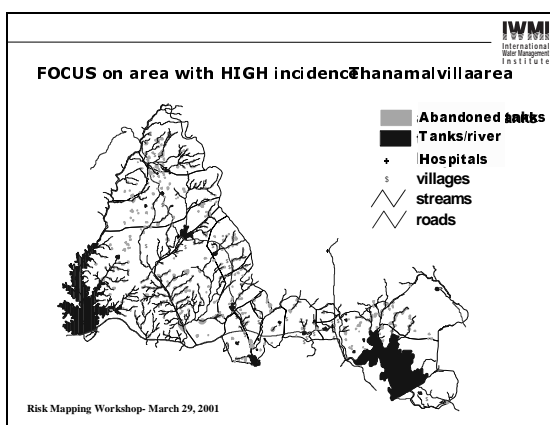 IWMI
International
Water Management
Institute
FOCUS on area with HIGH incidence Thanamalvilla area
Abandoned tanks
Tanks/river
Hospitals
villages
streams
roads
Risk Mapping Workshop- March 29, 2001